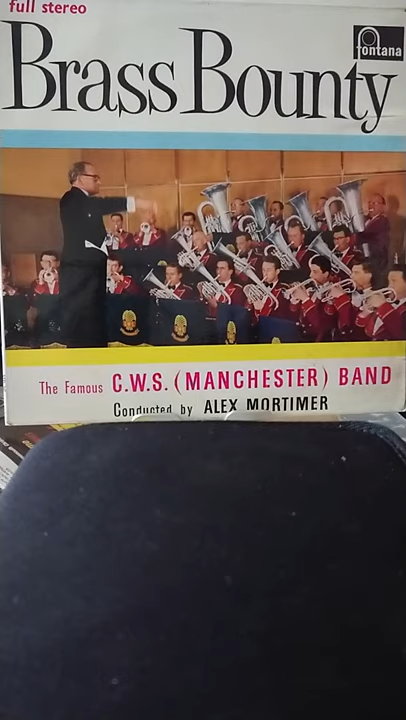 full stereo
fontana
Brass Bounty
The Famous C.W.S. (MANCHESTER) BAND
Conducted by ALEX MORTIMER